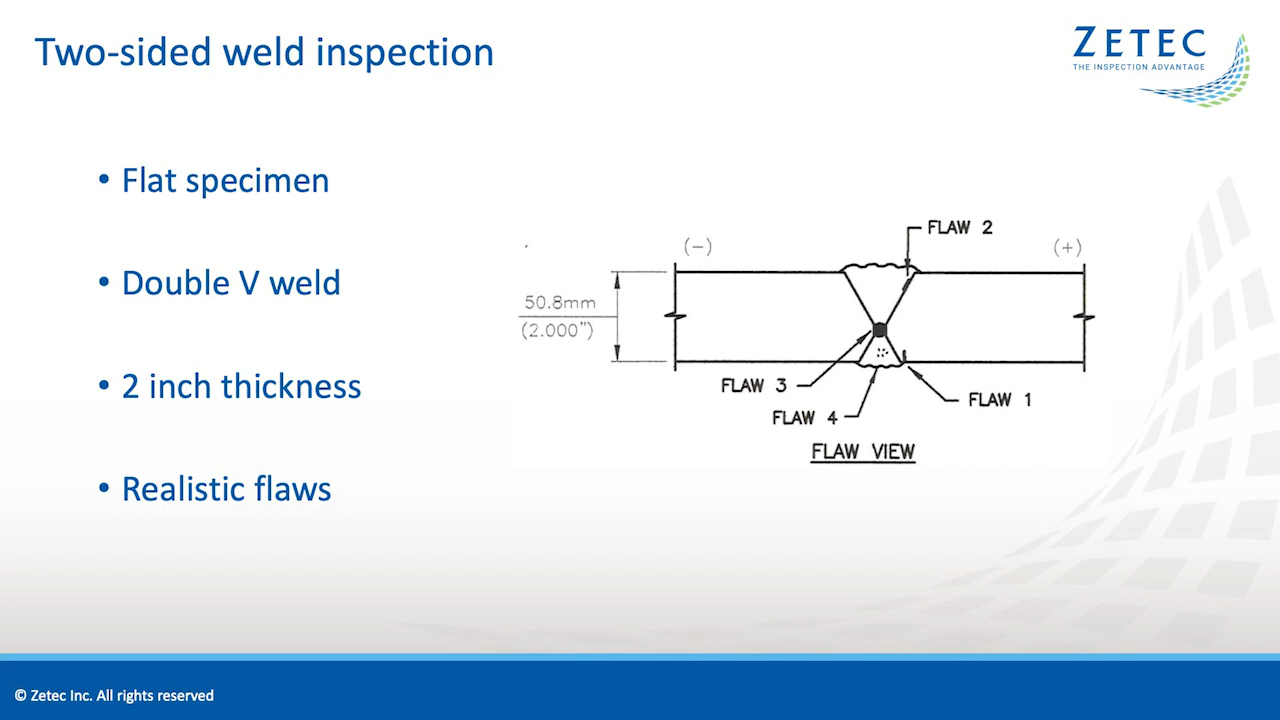 Two-sided weld inspection
ZETEC
THE INSPECTION ADVANTAGE
• Flat specimen
• Double V weld
• 2 inch thickness
• Realistic flaws
FLAW 2
(-)
(+)
50.8mm
(2.000")
FLAW 3
FLAW 1
FLAW 4
FLAW VIEW
© Zetec Inc. All rights reserved